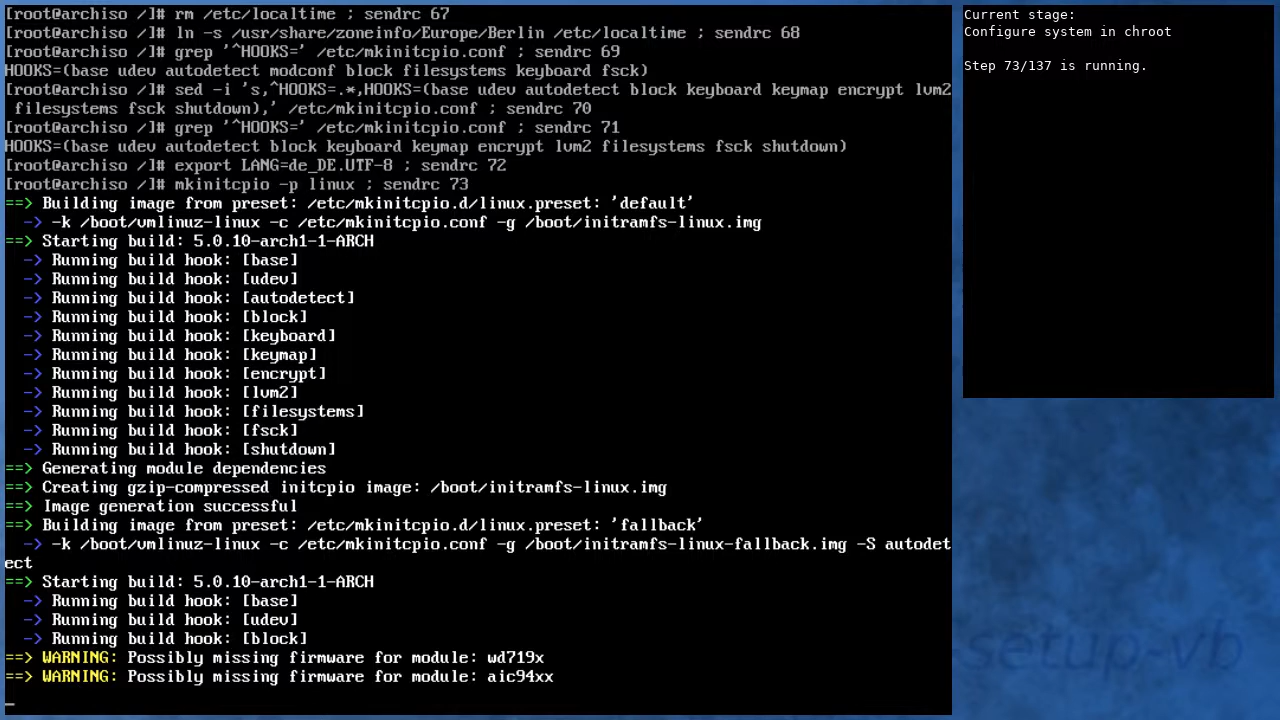 [root@archiso /]# rm /etc/localtime ; sendrc 67
[root@archiso /]# ln -s /usr/share/zoneinfo/Europe/Berlin /etc/localtime ; sendrc 68
[root@archiso /]# grep '^HOOKS=' /etc/mkinitcpio.conf ; sendrc 69
HOOKS=(base udev autodetect modconf block filesystems keyboard fsck)
[root@archiso /]# sed -i 's,^HOOKS=.*,HOOKS=(base udev autodetect block keyboard keymap encrypt lvm2
 filesystems fsck shutdown),' /etc/mkinitcpio.conf ; sendrc 70
[root@archiso /]# grep '^HOOKS=' /etc/mkinitcpio.conf ; sendrc 71
HOOKS=(base udev autodetect block keyboard keymap encrypt lvm2 filesystems fsck shutdown)
[root@archiso /]# export LANG=de_DE.UTF-8 ; sendrc 72
[root@archiso /]# mkinitcpio -p linux ; sendrc 73
==> Building image from preset: /etc/mkinitcpio.d/linux.preset: 'default'
  -> -k /boot/vmlinuz-linux -c /etc/mkinitcpio.conf -g /boot/initramfs-linux.img
==> Starting build: 5.0.10-arch1-1-ARCH
  -> Running build hook: [base]
  -> Running build hook: [udev]
  -> Running build hook: [autodetect]
  -> Running build hook: [block]
  -> Running build hook: [keyboard]
  -> Running build hook: [keymap]
  -> Running build hook: [encrypt]
  -> Running build hook: [lvm2]
  -> Running build hook: [filesystems]
  -> Running build hook: [fsck]
  -> Running build hook: [shutdown]
==> Generating module dependencies
==> Creating gzip-compressed initcpio image: /boot/initramfs-linux.img
==> Image generation successful
==> Building image from preset: /etc/mkinitcpio.d/linux.preset: 'fallback'
  -> -k /boot/vmlinuz-linux -c /etc/mkinitcpio.conf -g /boot/initramfs-linux-fallback.img -S autodet
ect
==> Starting build: 5.0.10-arch1-1-ARCH
  -> Running build hook: [base]
  -> Running build hook: [udev]
  -> Running build hook: [block]
==> WARNING: Possibly missing firmware for module: wd719x
==> WARNING: Possibly missing firmware for module: aic94xx
_
Current stage:
Configure system in chroot
Step 73/137 is running.
setup-vb